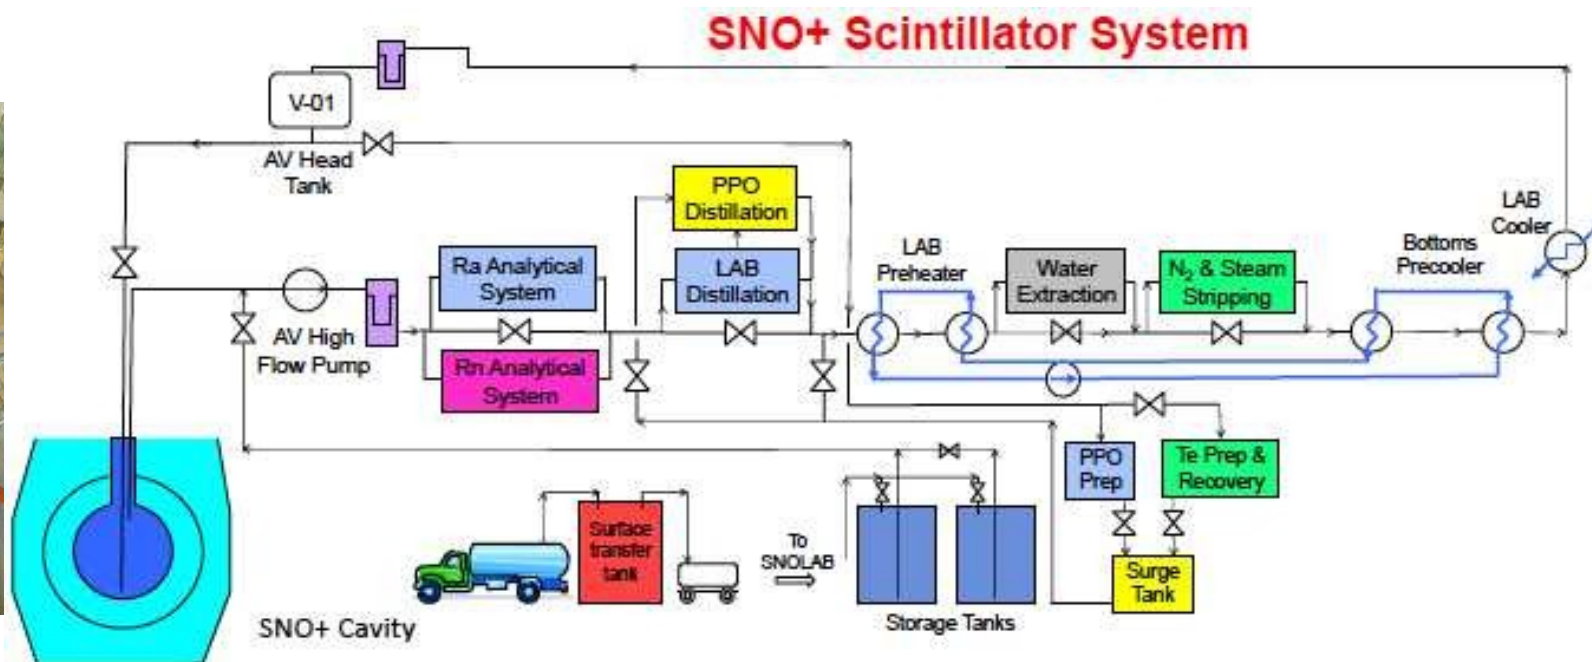 SNO+ Scintillator System
V-01
AV Head
Tank
PPO
Distillation
LAB
Cooler
Ra Analytical
System
LAB
Distillation
LAB
Preheater
Water
Extraction
N₂ & Steam
Stripping
Bottoms
Precooler
AV High
Flow Pump
Rn Analytical
System
PPO
Prep
Te Prep &
Recovery
Surface
transfer
tank
To
SNOLAB
Surge
Tank
Storage Tanks
SNO+ Cavity